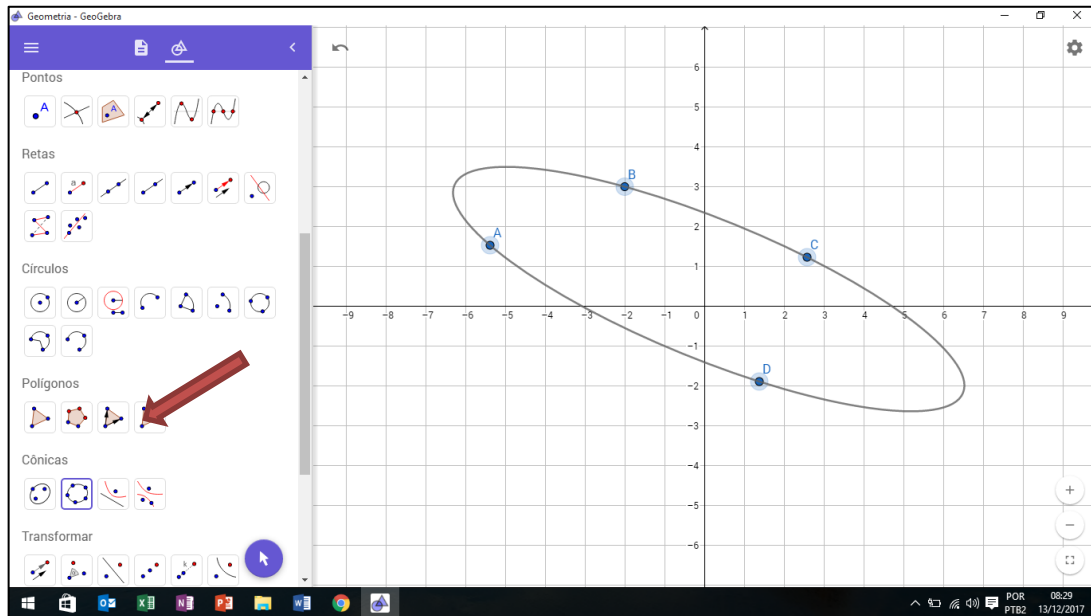 Geometria - GeoGebra
Pontos
A
A
Retas
a
Círculos
Polígonos
Cônicas
Transformar
k
6
5
4
3
2
1
0
−1
−2
−3
−4
−5
−6
−9 −8 −7 −6 −5 −4 −3 −2 −1 0 1 2 3 4 5 6 7 8 9
A
B
C
D
POR
PTB2
08:29
13/12/2017